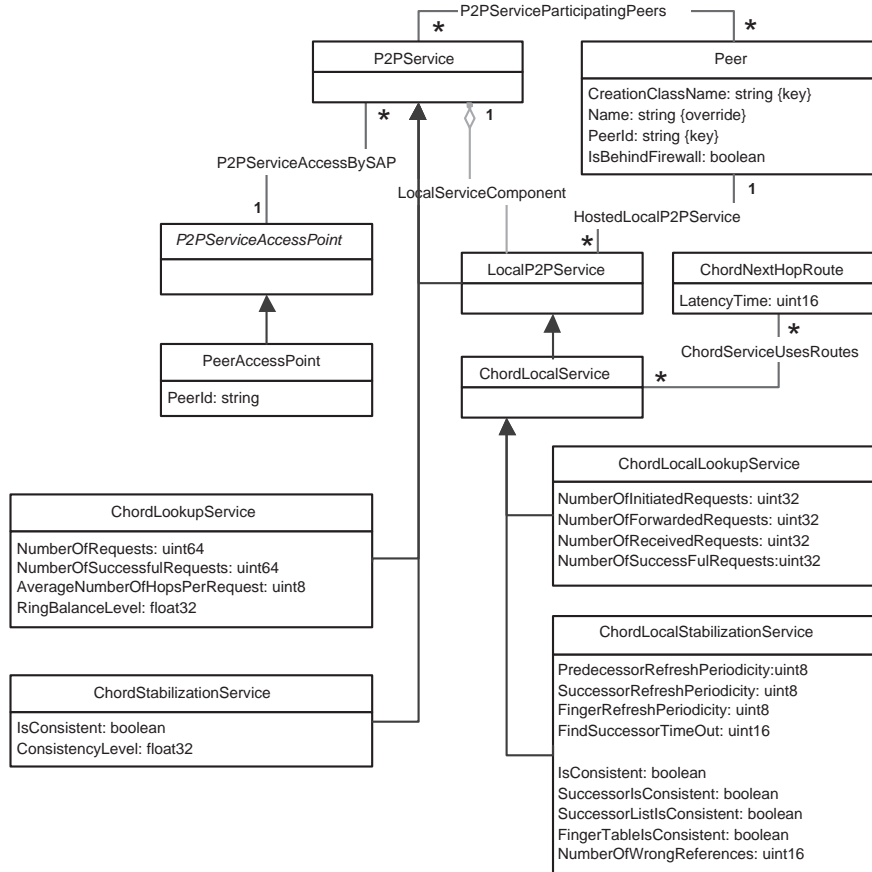 P2PServiceParticipatingPeers
*
*
P2PService
Peer
CreationClassName: string {key}
Name: string {override}
PeerId: string {key}
IsBehindFirewall: boolean
*
1
P2PServiceAccessBySAP
LocalServiceComponent
1
1
HostedLocalP2PService
*
P2PServiceAccessPoint
LocalP2PService
ChordNextHopRoute
LatencyTime: uint16
*
ChordServiceUsesRoutes
PeerAccessPoint
PeerId: string
ChordLocalService
*
ChordLocalLookupService
NumberOfInitiatedRequests: uint32
NumberOfForwardedRequests: uint32
NumberOfReceivedRequests: uint32
NumberOfSuccessFulRequests:uint32
ChordLookupService
NumberOfRequests: uint64
NumberOfSuccessfulRequests: uint64
AverageNumberOfHopsPerRequest: uint8
RingBalanceLevel: float32
ChordLocalStabilizationService
PredecessorRefreshPeriodicity:uint8
SuccessorRefreshPeriodicity: uint8
FingerRefreshPeriodicity: uint8
FindSuccessorTimeOut: uint16
IsConsistent: boolean
SuccessorIsConsistent: boolean
SuccessorListIsConsistent: boolean
FingerTableIsConsistent: boolean
NumberOfWrongReferences: uint16
ChordStabilizationService
IsConsistent: boolean
ConsistencyLevel: float32